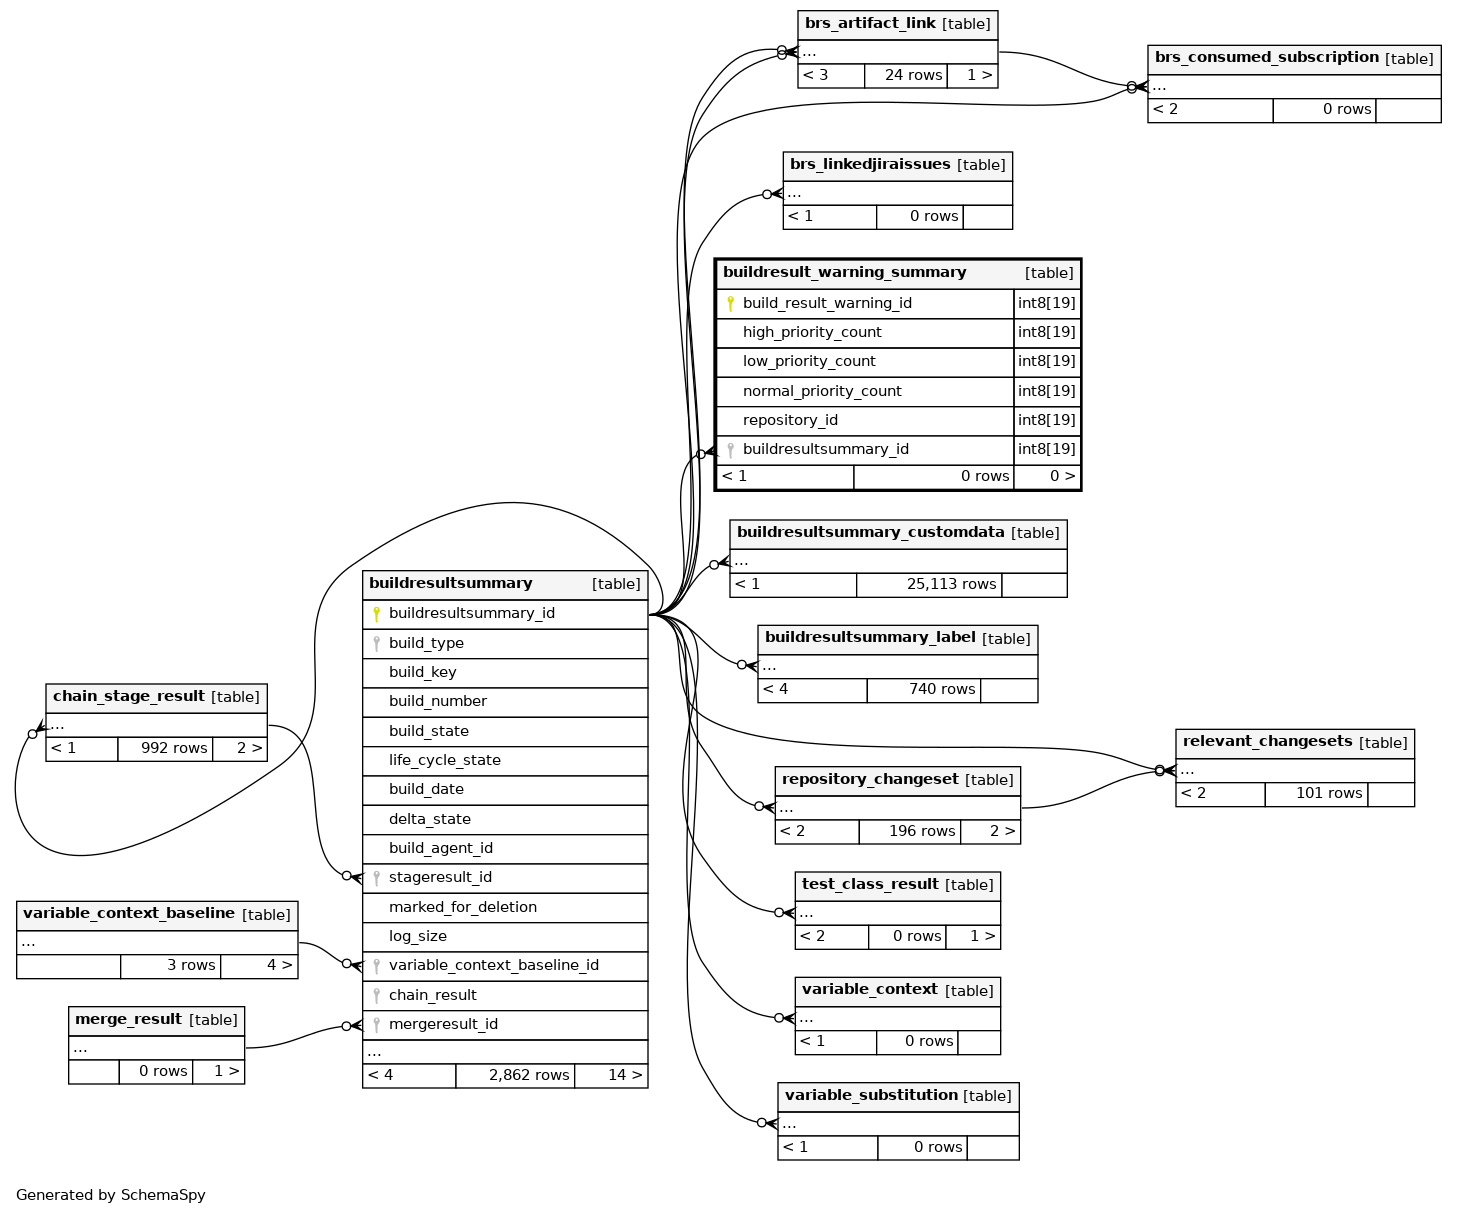 brs_artifact_link [table]
...
< 3 24 rows 1 >
brs_consumed_subscription [table]
...
< 2 0 rows
brs_linkedjiraissues [table]
...
< 1 0 rows
buildresult_warning_summary [table]
build_result_warning_id int8[19]
high_priority_count int8[19]
low_priority_count int8[19]
normal_priority_count int8[19]
repository_id int8[19]
buildresultsummary_id int8[19]
< 1 0 rows 0 >
buildresultsummary_customdata [table]
...
< 1 25,113 rows
buildresultsummary [table]
buildresultsummary_id
build_type
build_key
build_number
build_state
life_cycle_state
build_date
delta_state
build_agent_id
stageresult_id
marked_for_deletion
log_size
variable_context_baseline_id
chain_result
mergeresult_id
...
< 4 2,862 rows 14 >
buildresultsummary_label [table]
...
< 4 740 rows
chain_stage_result [table]
...
< 1 992 rows 2 >
relevant_changesets [table]
...
< 2 101 rows
repository_changeset [table]
...
< 2 196 rows 2 >
test_class_result [table]
...
< 2 0 rows 1 >
variable_context_baseline [table]
...
3 rows 4 >
variable_context [table]
...
< 1 0 rows
merge_result [table]
...
0 rows 1 >
variable_substitution [table]
...
< 1 0 rows
Generated by SchemaSpy